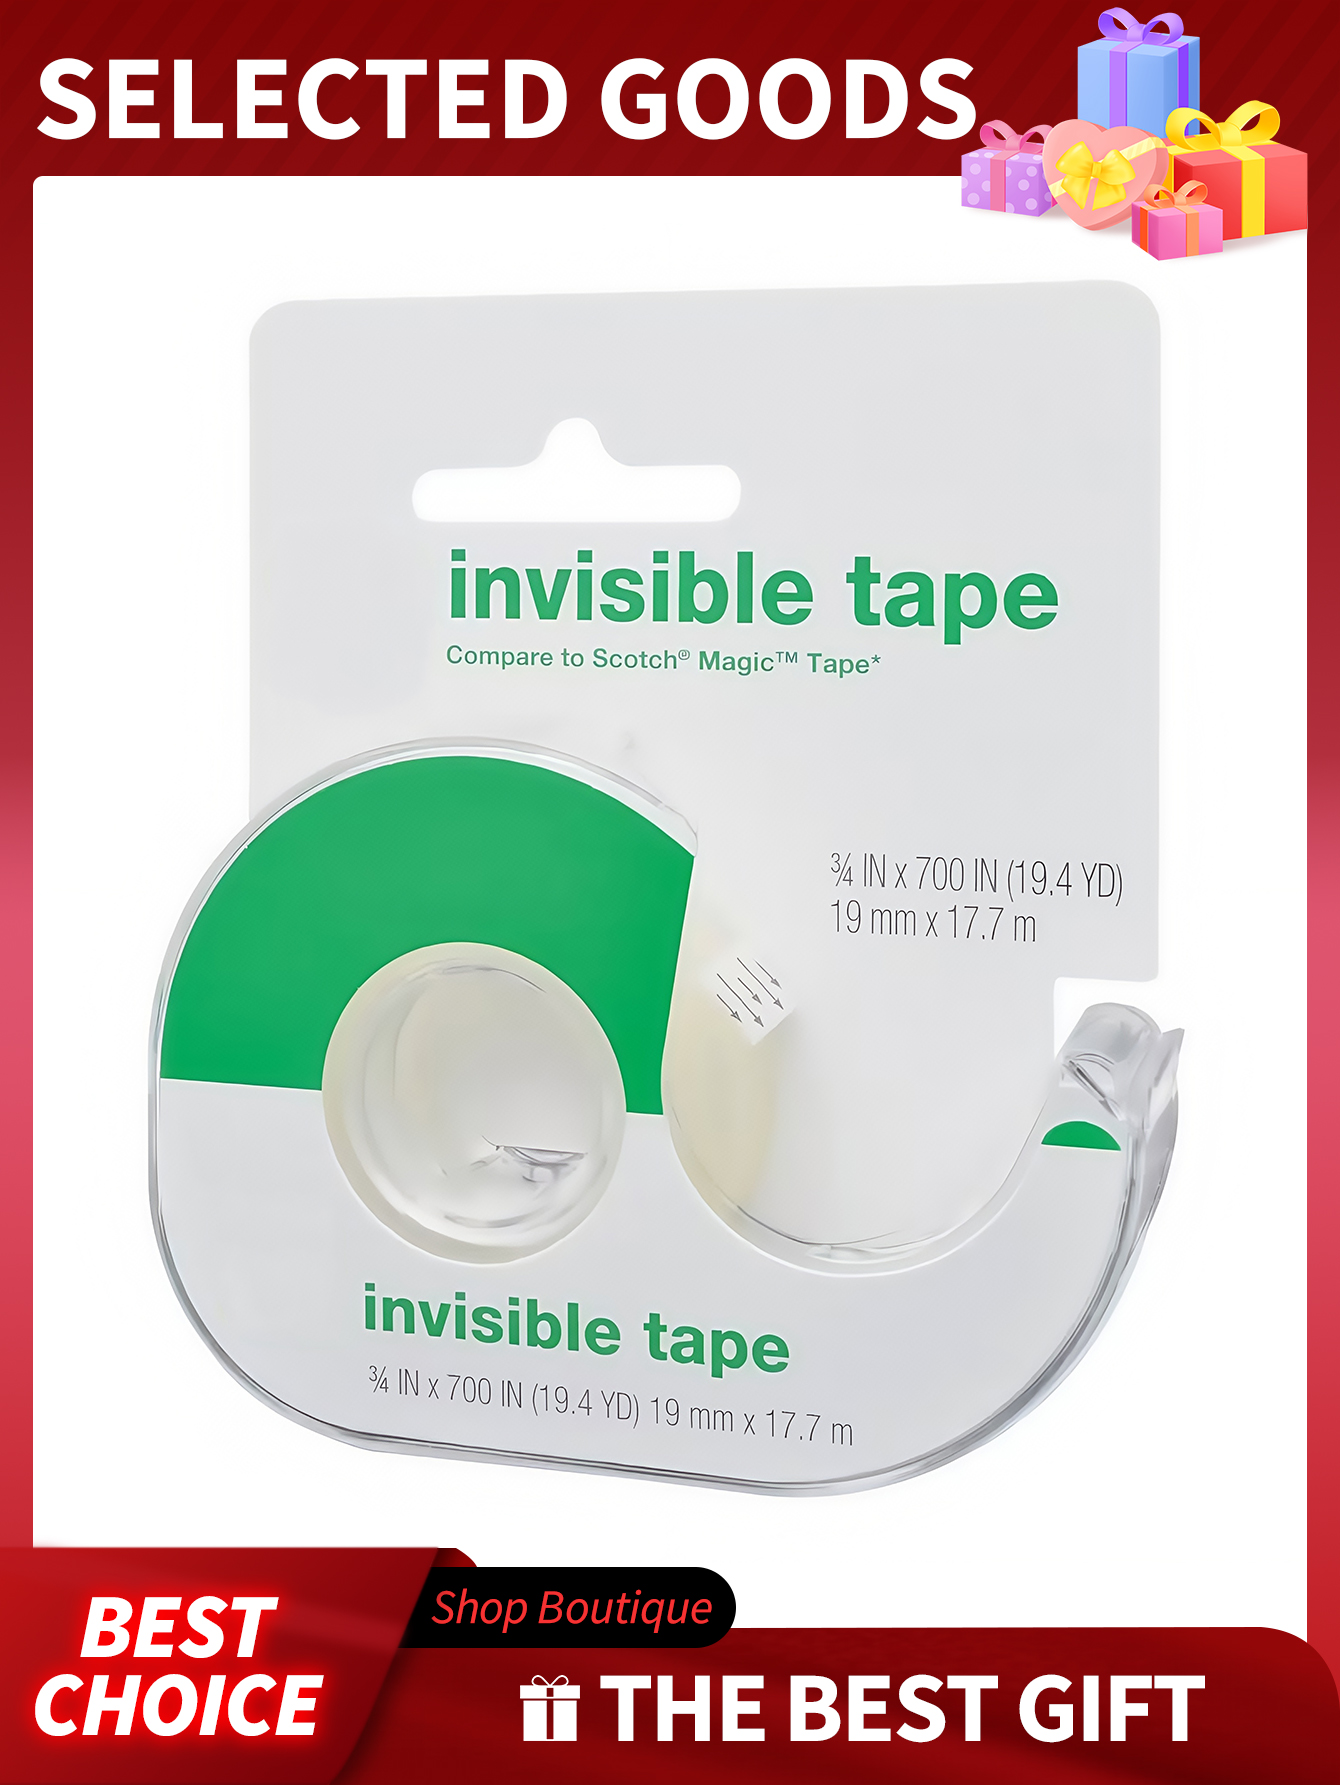 SELECTED GOODS
invisible tape
Compare to Scotch® Magic™ Tape*
¾ IN x 700 IN (19.4 YD)
19 mm x 17.7 m
invisible tape
¾ IN x 700 IN (19.4 YD) 19 mm x 17.7 m
Shop Boutique
BEST
CHOICE
THE BEST GIFT